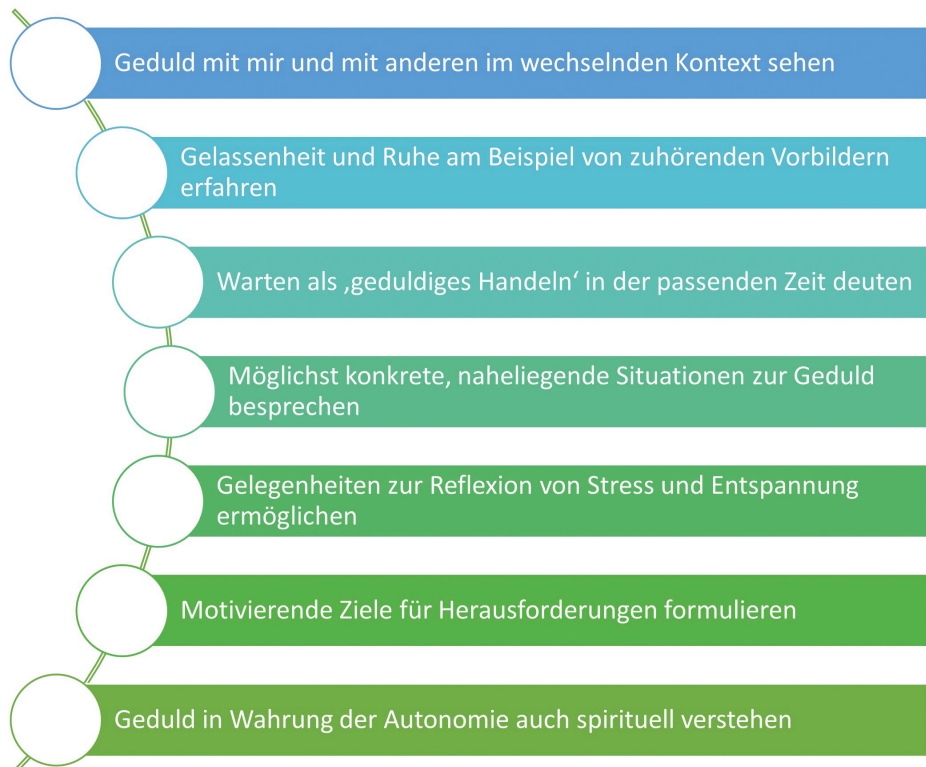 Geduld mit mir und mit anderen im wechselnden Kontext sehen
Gelassenheit und Ruhe am Beispiel von zuhörenden Vorbildern
erfahren
Warten als ‚geduldiges Handeln‘ in der passenden Zeit deuten
Möglichst konkrete, naheliegende Situationen zur Geduld
besprechen
Gelegenheiten zur Reflexion von Stress und Entspannung
ermöglichen
Motivierende Ziele für Herausforderungen formulieren
Geduld in Wahrung der Autonomie auch spirituell verstehen